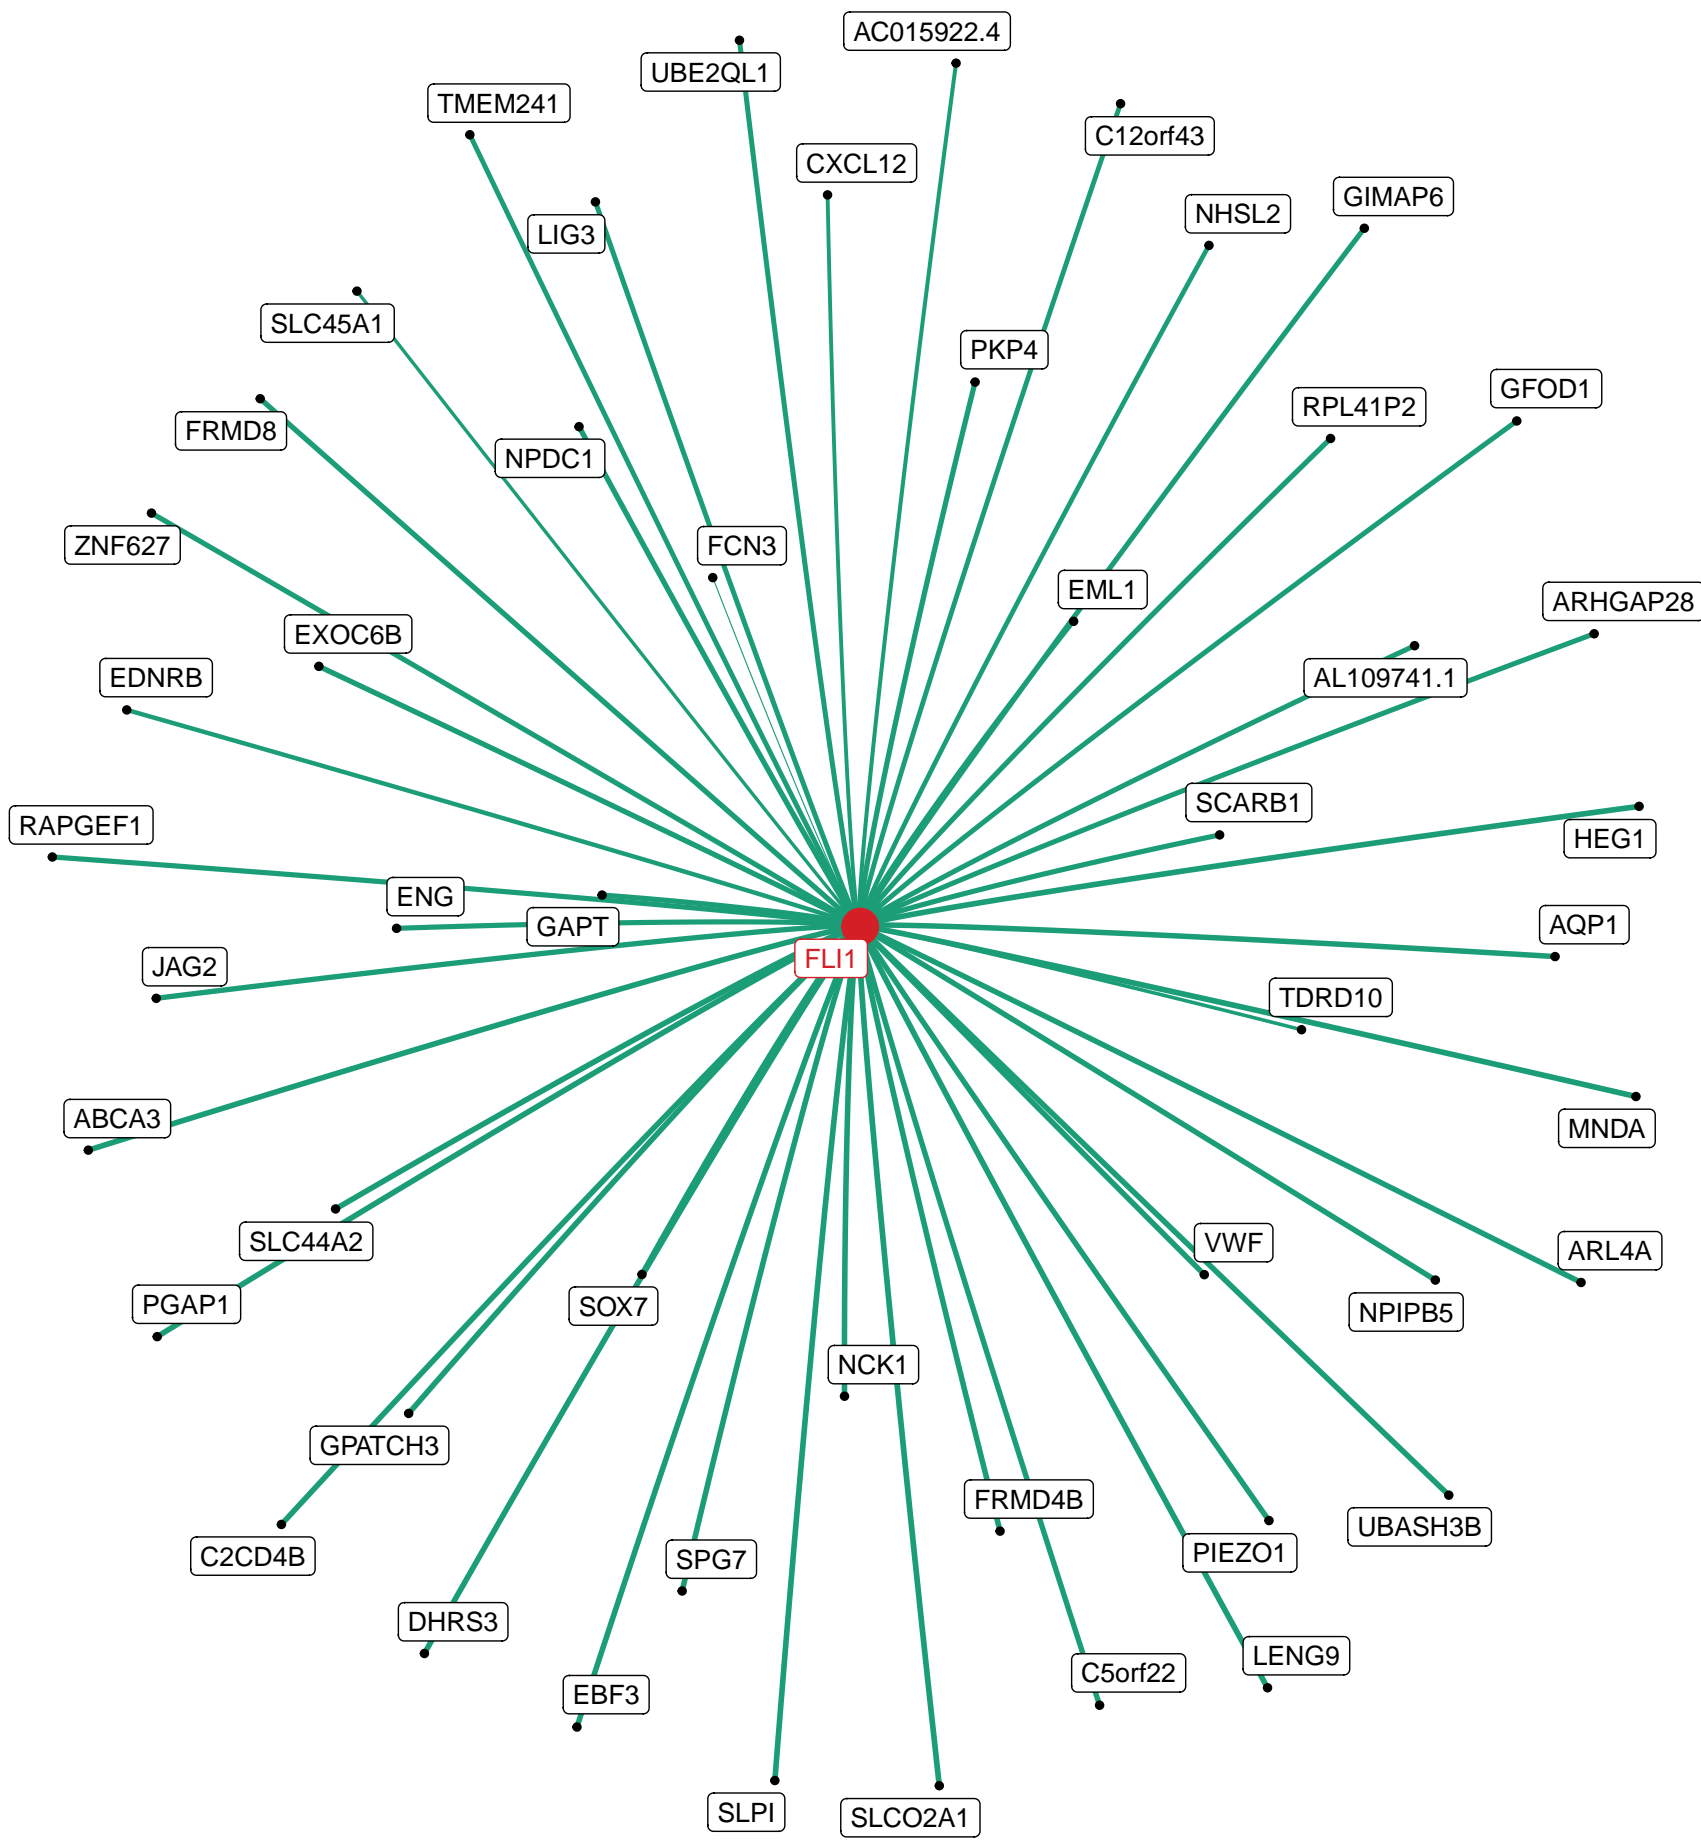 AC015922.4
UBE2QL1
TMEM241
C12orf43
CXCL12
GIMAP6
NHSL2
LIG3
SLC45A1
PKP4
GFOD1
RPL41P2
FRMD8
NPDC1
ZNF627
FCN3
EML1
ARHGAP28
EXOC6B
EDNRB
AL109741.1
SCARB1
RAPGEF1
HEG1
ENG
GAPT
AQP1
FLI1
JAG2
TDRD10
ABCA3
MNDA
SLC44A2
VWF
ARL4A
PGAP1
SOX7
NPIPB5
NCK1
GPATCH3
FRMD4B
UBASH3B
C2CD4B
SPG7
PIEZO1
DHRS3
LENG9
C5orf22
EBF3
SLPI
SLCO2A1